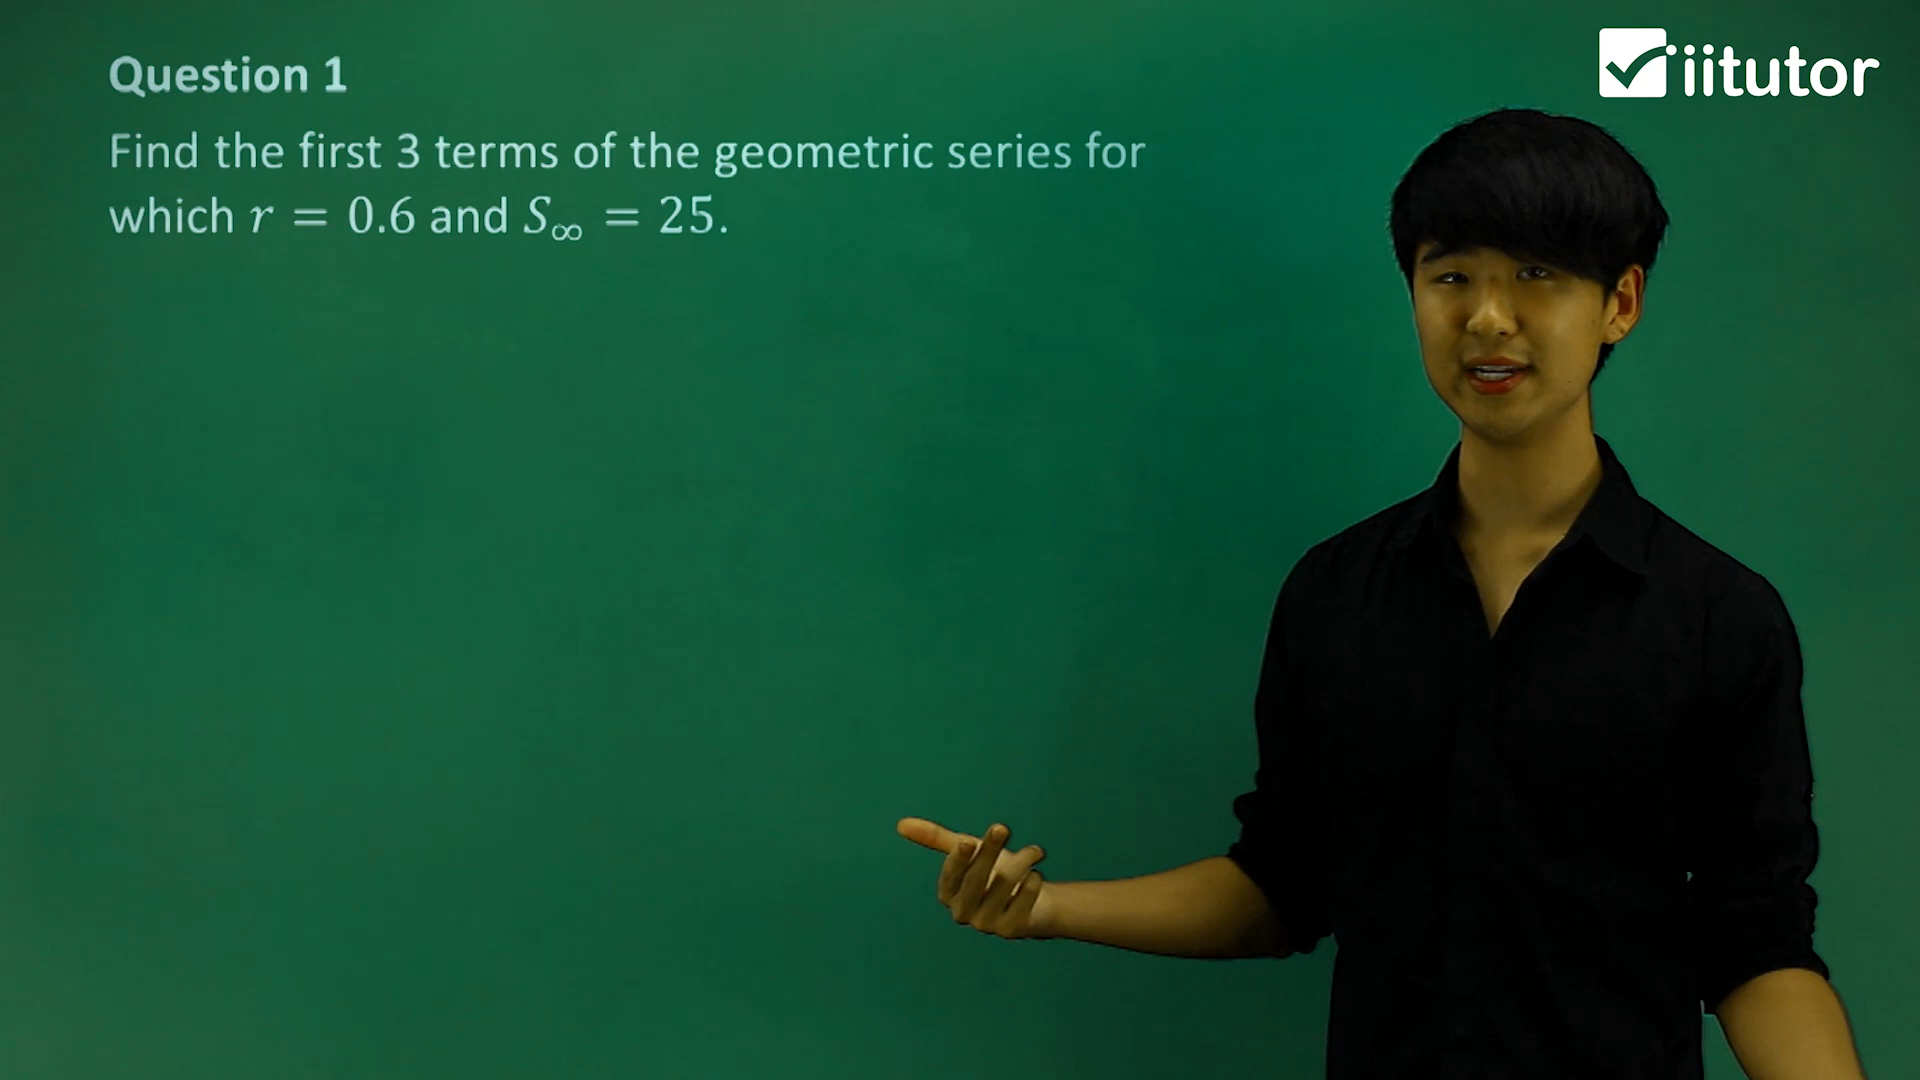 iitutor
Question 1
Find the first 3 terms of the geometric series for
which r = 0.6 and S∞ = 25.